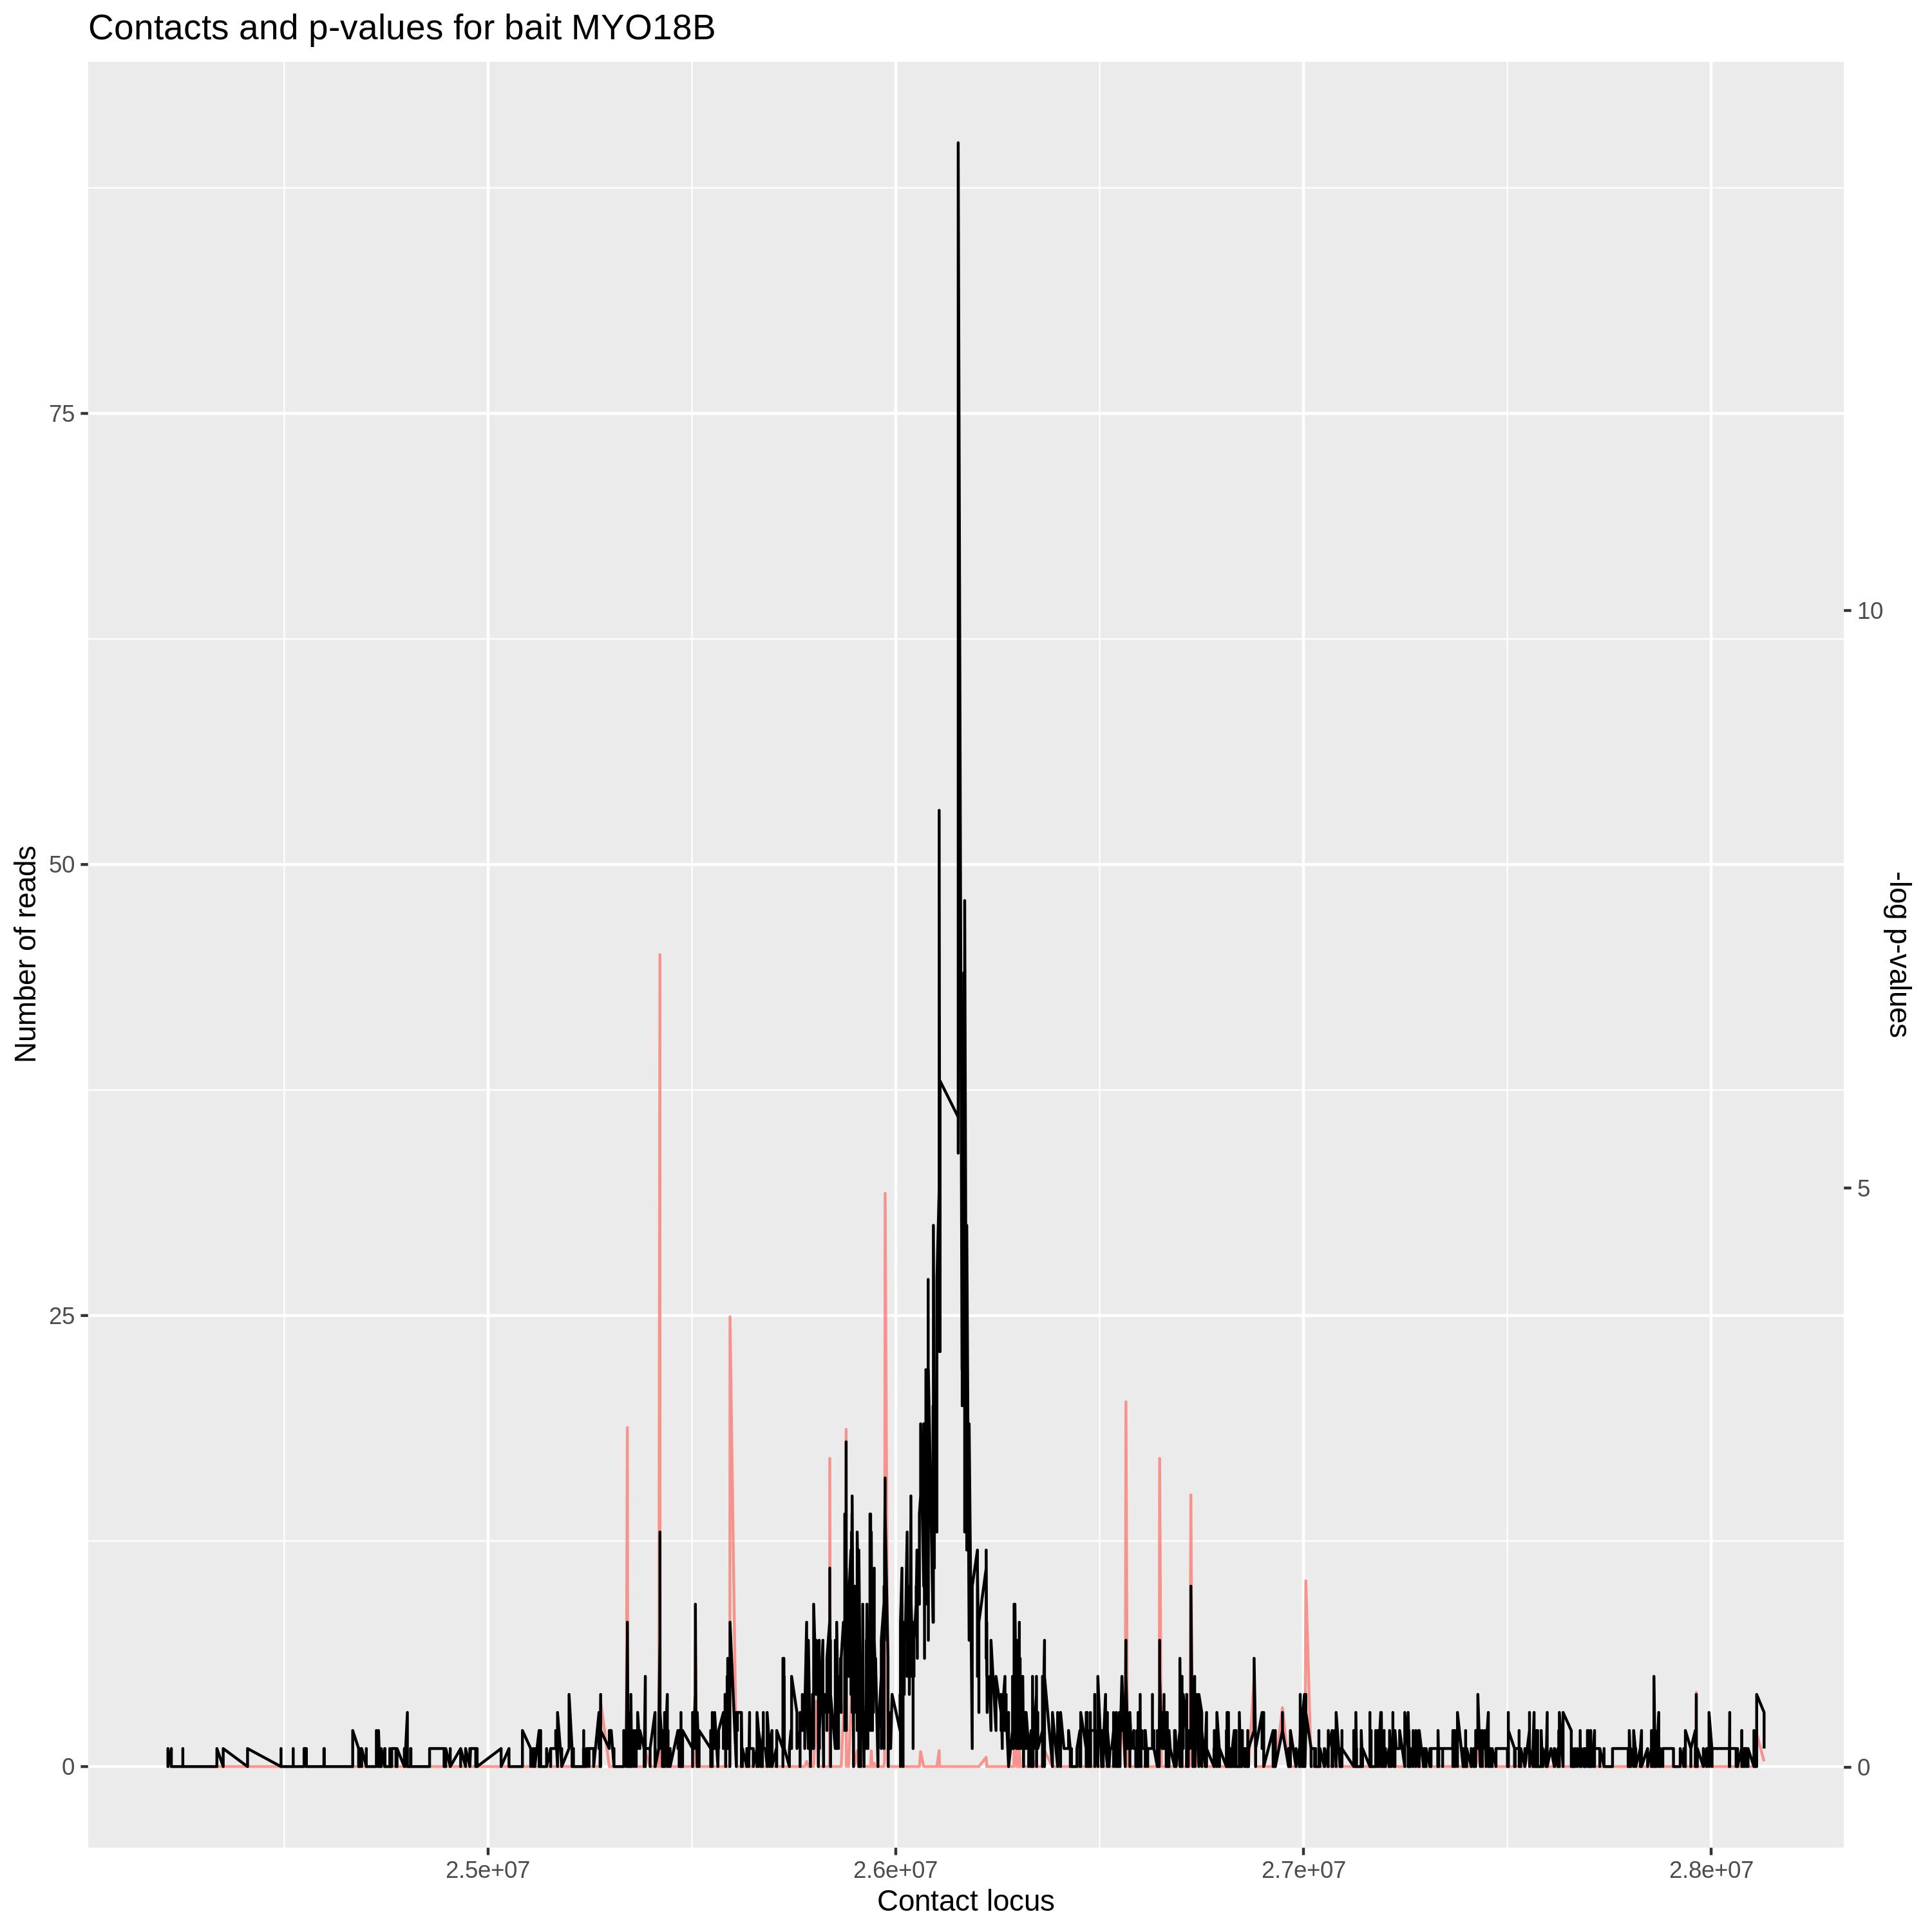 Contacts and p-values for bait MYO18B
75
50
25
0
Number of reads
10
5
0
-log p-values
2.5e+07 2.6e+07 2.7e+07 2.8e+07
Contact locus